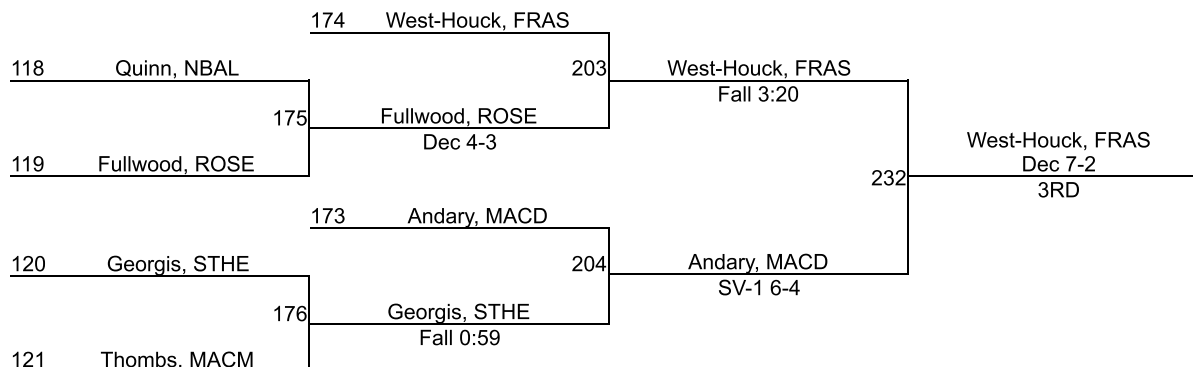 174 West-Houck, FRAS
118 Quinn, NBAL
203 West-Houck, FRAS
Fall 3:20
175 Fullwood, ROSE
Dec 4-3
119 Fullwood, ROSE
West-Houck, FRAS
Dec 7-2
232
3RD
173 Andary, MACD
120 Georgis, STHE
204 Andary, MACD
SV-1 6-4
176 Georgis, STHE
Fall 0:59
121 Thombs, MACM